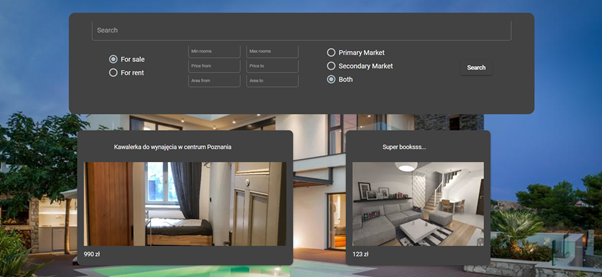 Search
For sale
For rent
Min rooms
Max rooms
Price from
Price to
Area from
Area to
Primary Market
Secondary Market
Both
Search
Kawalerka do wynajęcia w centrum Poznania
990 zł
Super booksss...
123 zł